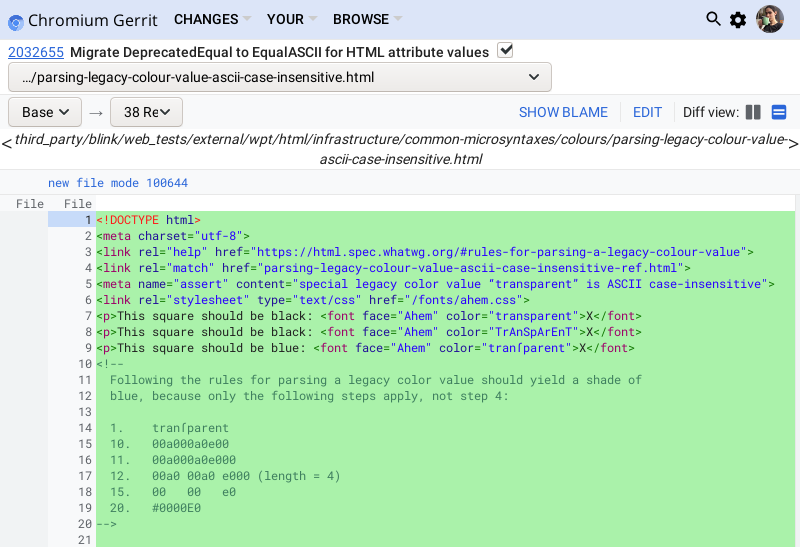 Chromium Gerrit CHANGES YOUR BROWSE
2032655 Migrate DeprecatedEqual to EqualASCII for HTML attribute values
…/parsing-legacy-colour-value-ascii-case-insensitive.html
Base → 38 Re SHOW BLAME EDIT Diff view:
< third_party/blink/web_tests/external/wpt/html/infrastructure/common-microsyntaxes/colours/parsing-legacy-colour-value- >
ascii-case-insensitive.html
new file mode 100644
File File
1 <!DOCTYPE html>
2 <meta charset="utf-8">
3 <link rel="help" href="https://html.spec.whatwg.org/#rules-for-parsing-a-legacy-colour-value">
4 <link rel="match" href="parsing-legacy-colour-value-ascii-case-insensitive-ref.html">
5 <meta name="assert" content="special legacy color value "transparent" is ASCII case-insensitive">
6 <link rel="stylesheet" type="text/css" href="/fonts/ahem.css">
7 <p>This square should be black: <font face="Ahem" color="transparent">X</font>
8 <p>This square should be black: <font face="Ahem" color="TrAnSpArEnT">X</font>
9 <p>This square should be blue: <font face="Ahem" color="tranſparent">X</font>
10 <!--
11 Following the rules for parsing a legacy color value should yield a shade of
12 blue, because only the following steps apply, not step 4:
13
14 1. tranſparent
15 10. 00a000a0e00
16 11. 00a000a0e000
17 12. 00a0 00a0 e000 (length = 4)
18 15. 00 00 e0
19 20. #0000E0
20 -->
21